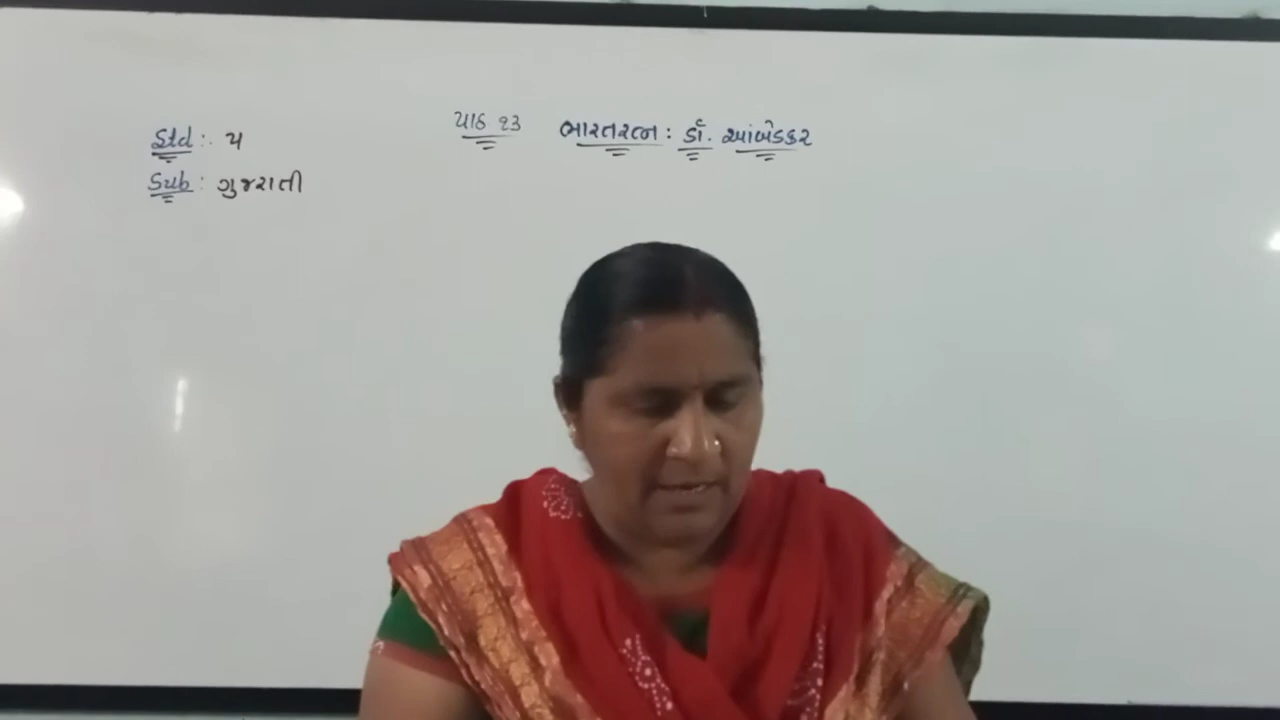 Std : ૫
પાઠ ૧૩ ભારતરત્ન : ડૉ. આંબેડકર
Sub : ગુજરાતી